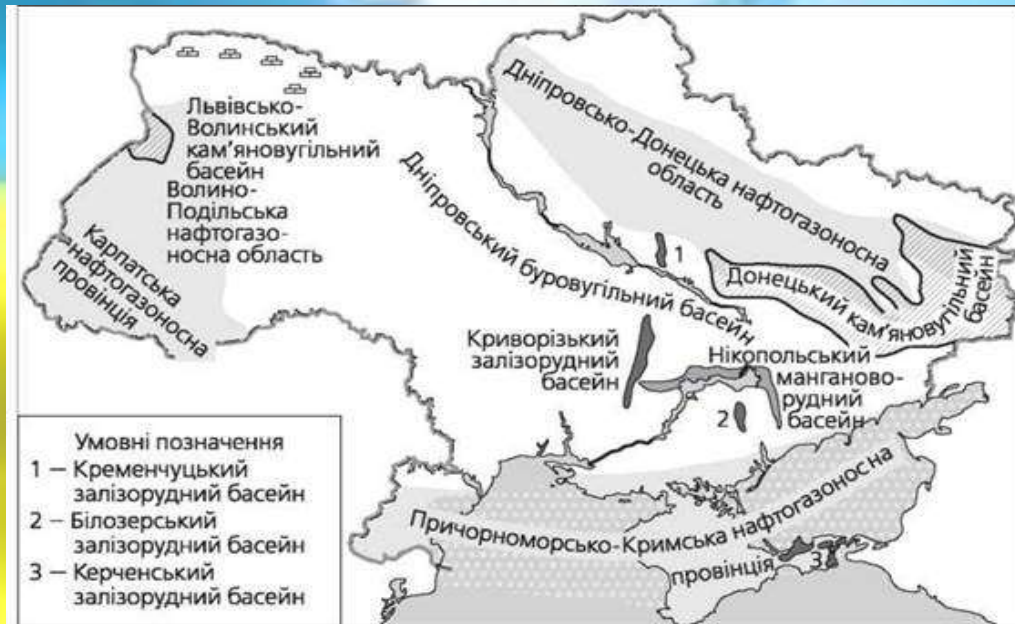 Львівсько-
Волинський
кам’яновугільний
басейн
Волино-
Подільська
нафтогазо-
носна область
Карпатська
нафтогазоносна
провінція
Дніпровсько-Донецька нафтогазоносна
область
Дніпровський буровугільний басейн
1
Донецький кам’яновугільний
басейн
Криворізький
залізорудний
басейн
Нікопольський
манганово-
рудний
басейн
2
Причорноморсько-Кримська нафтогазоносна
провінція
3
Умовні позначення
1 – Кременчуцький
залізорудний басейн
2 – Білозерський
залізорудний басейн
3 – Керченський
залізорудний басейн